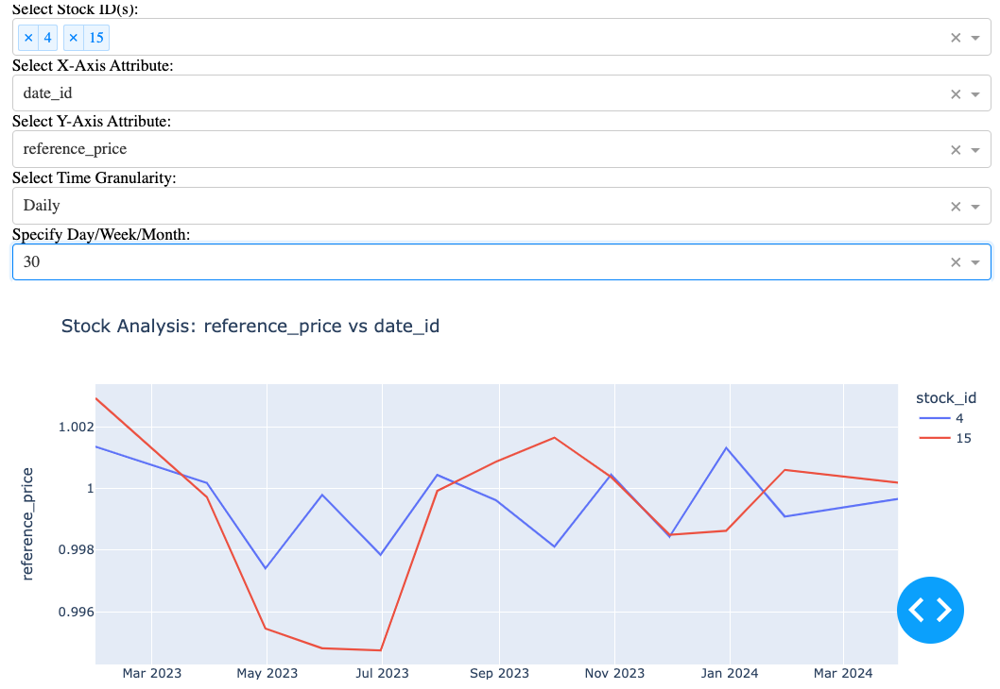 Select Stock ID(s):
× 4 × 15
Select X-Axis Attribute:
date_id
Select Y-Axis Attribute:
reference_price
Select Time Granularity:
Daily
Specify Day/Week/Month:
30
Stock Analysis: reference_price vs date_id
stock_id
4
15
reference_price
1.002
1
0.998
0.996
Mar 2023 May 2023 Jul 2023 Sep 2023 Nov 2023 Jan 2024 Mar 2024